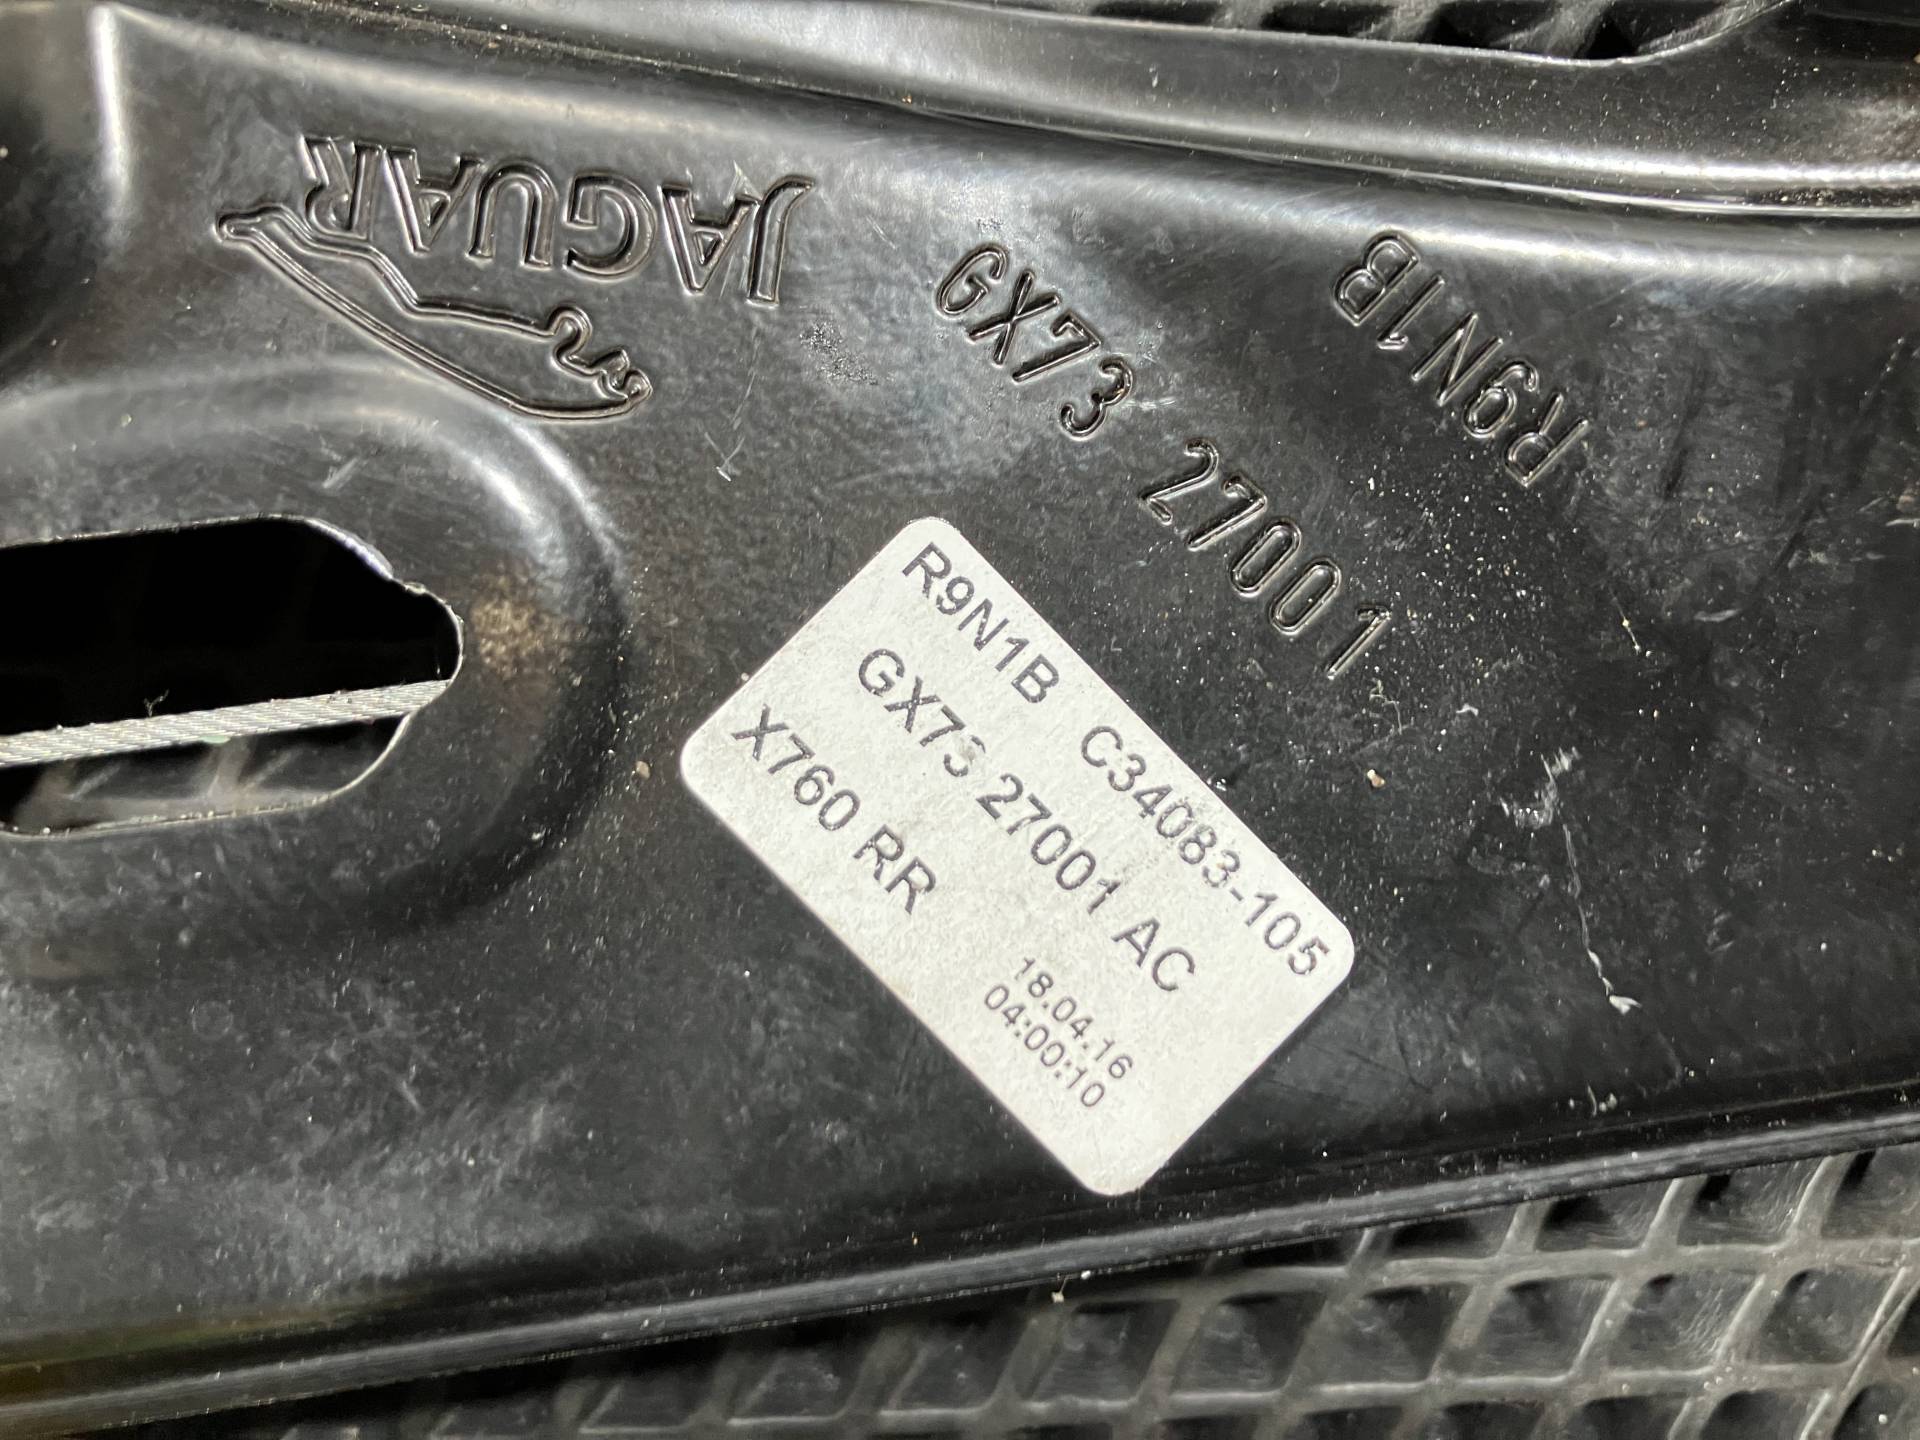 JAGUAR
GX73 27001
R9N1B
R9N1B C34083-105
GX73 27001 AC
X760 RR
18.04.16
04:00:10